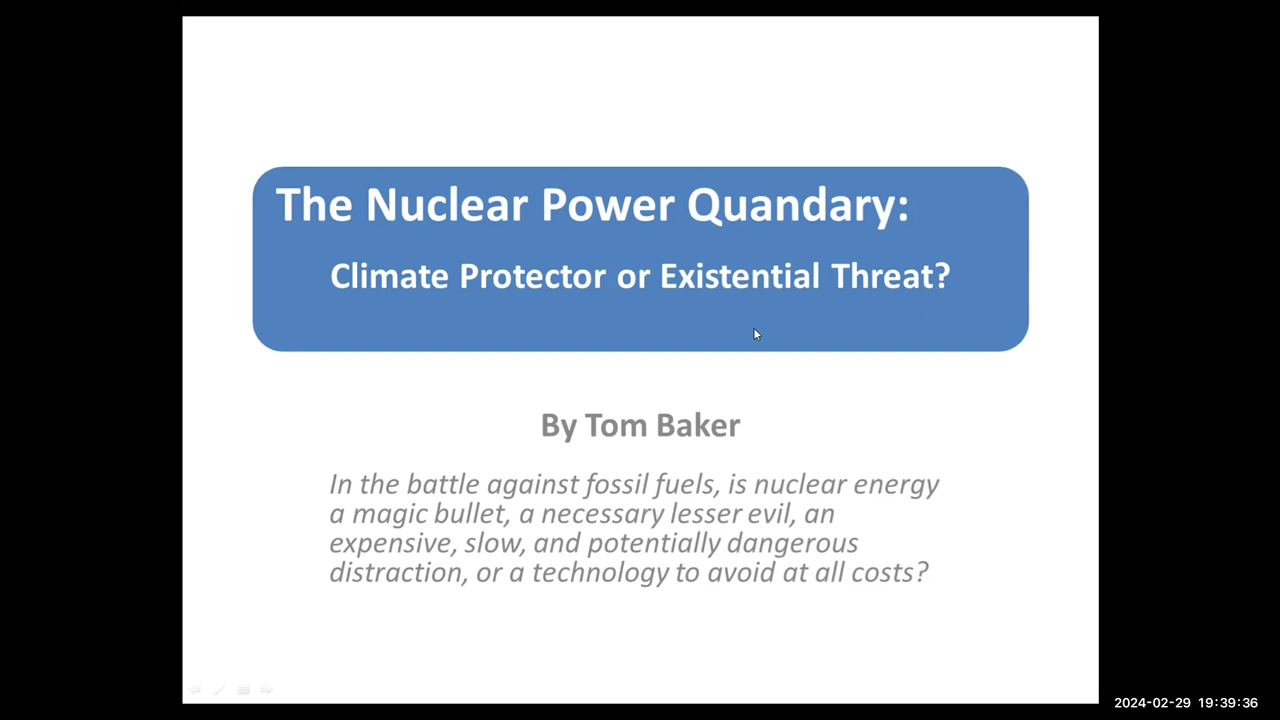 The Nuclear Power Quandary:
Climate Protector or Existential Threat?
By Tom Baker
In the battle against fossil fuels, is nuclear energy
a magic bullet, a necessary lesser evil, an
expensive, slow, and potentially dangerous
distraction, or a technology to avoid at all costs?
2024-02-29 19:39:36